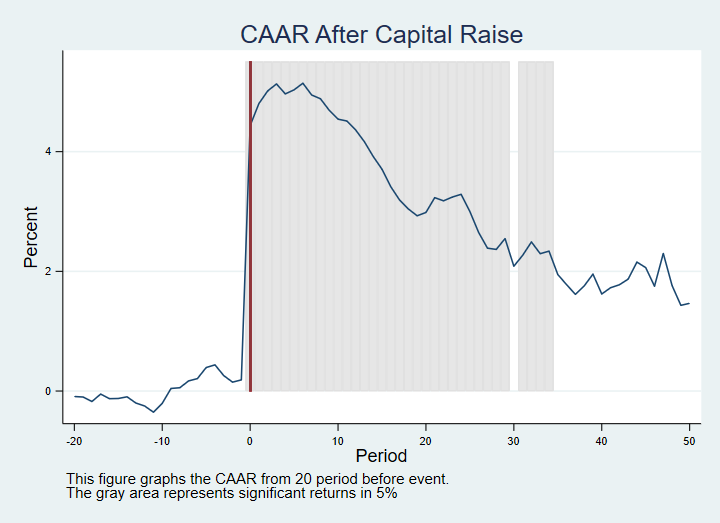 CAAR After Capital Raise
Percent
4
2
0
-20 -10 0 10 20 30 40 50
Period
This figure graphs the CAAR from 20 period before event.
The gray area represents significant returns in 5%